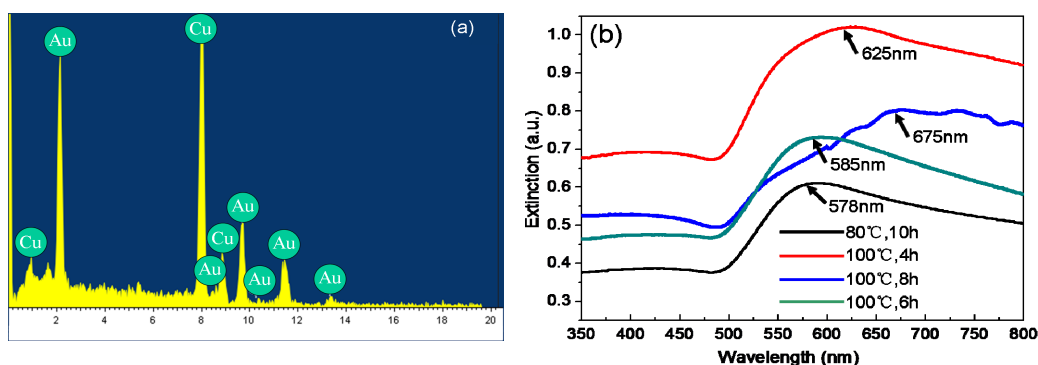 (a)
Au
Cu
Cu
Au
Cu
Au
Au
Au
Au
2 4 6 8 10 12 14 16 18 20
(b)
Extinction (a.u.)
1.0
0.9
0.8
0.7
0.6
0.5
0.4
0.3
625nm
675nm
585nm
578nm
80℃,10h
100℃,4h
100℃,8h
100℃,6h
350 400 450 500 550 600 650 700 750 800
Wavelength (nm)